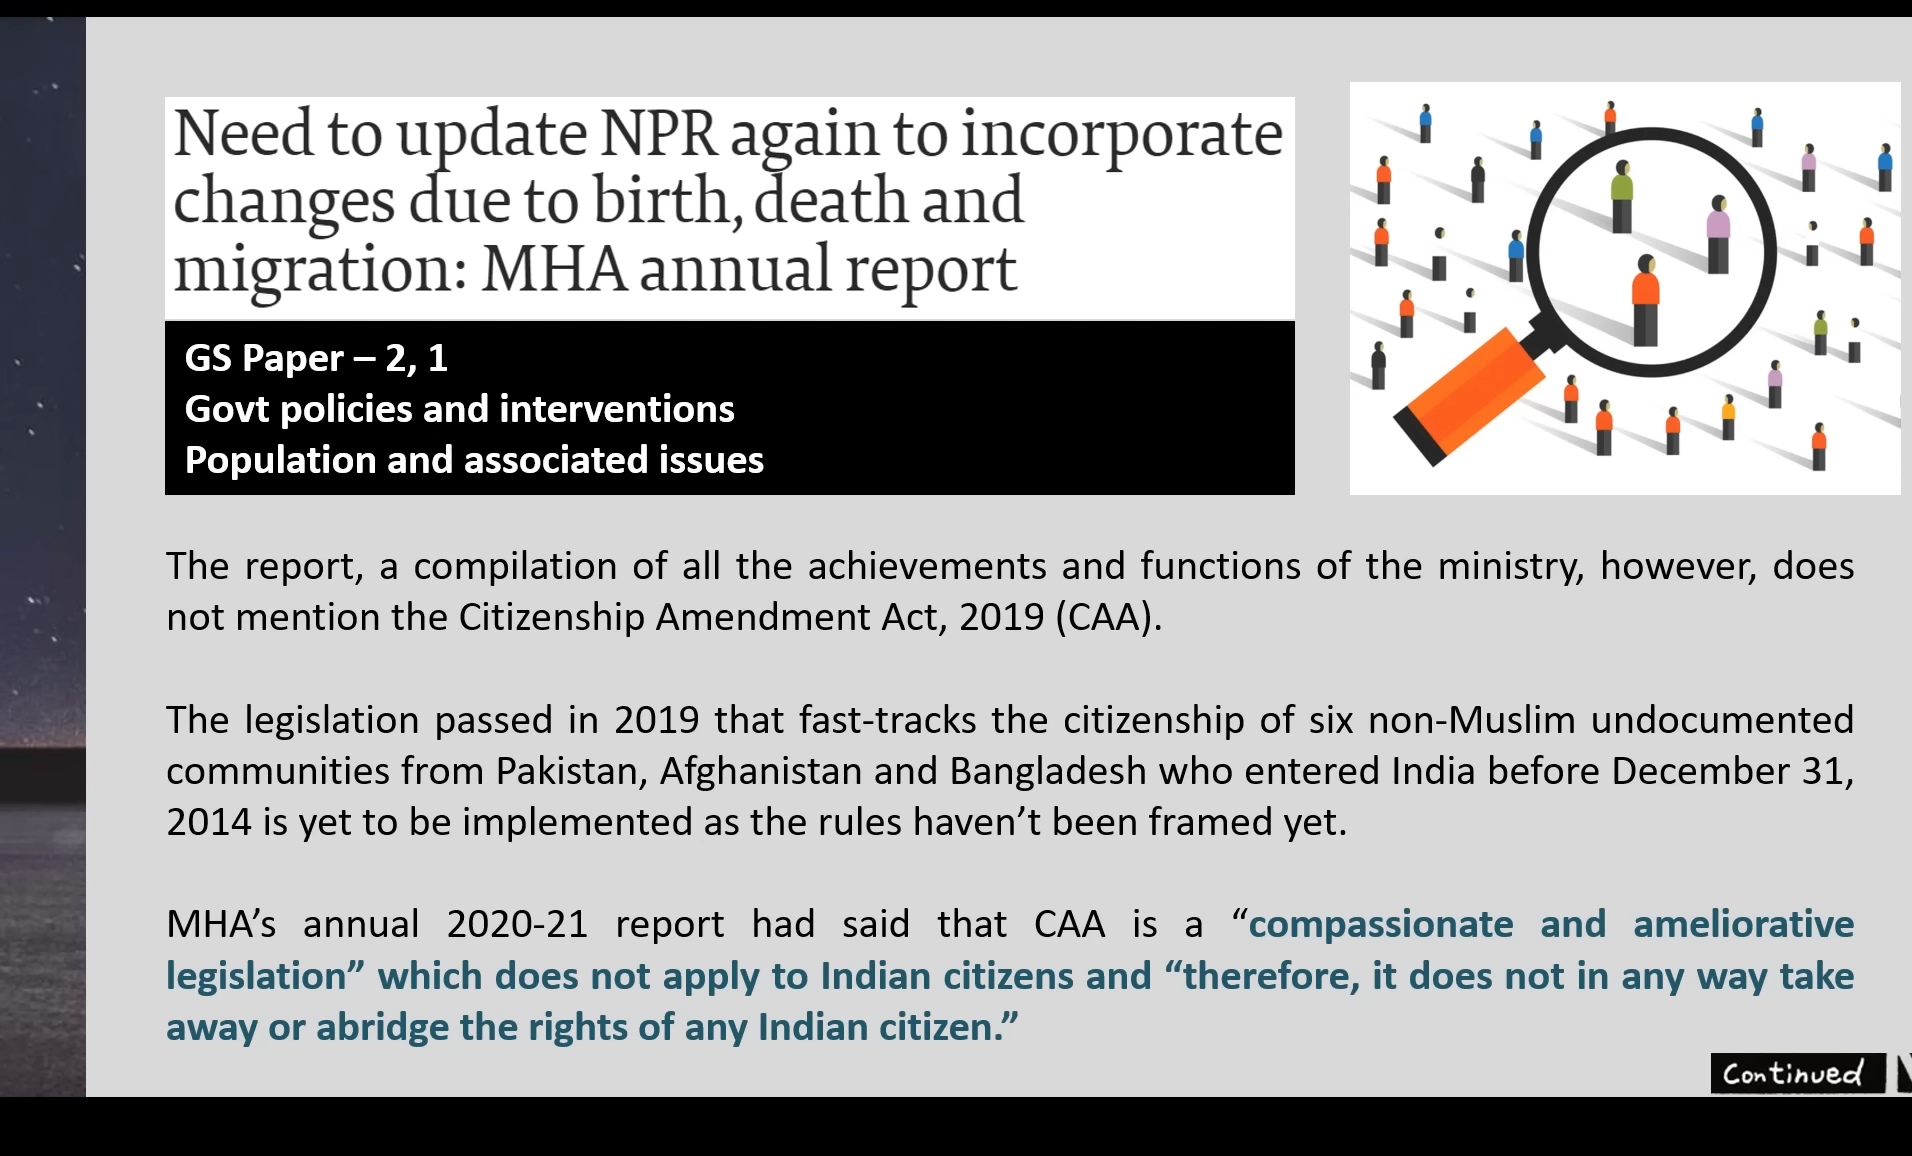 Need to update NPR again to incorporate
changes due to birth, death and
migration: MHA annual report
GS Paper – 2, 1
Govt policies and interventions
Population and associated issues
The report, a compilation of all the achievements and functions of the ministry, however, does
not mention the Citizenship Amendment Act, 2019 (CAA).
The legislation passed in 2019 that fast-tracks the citizenship of six non-Muslim undocumented
communities from Pakistan, Afghanistan and Bangladesh who entered India before December 31,
2014 is yet to be implemented as the rules haven’t been framed yet.
MHA’s annual 2020-21 report had said that CAA is a “compassionate and ameliorative
legislation” which does not apply to Indian citizens and “therefore, it does not in any way take
away or abridge the rights of any Indian citizen.”
Continued